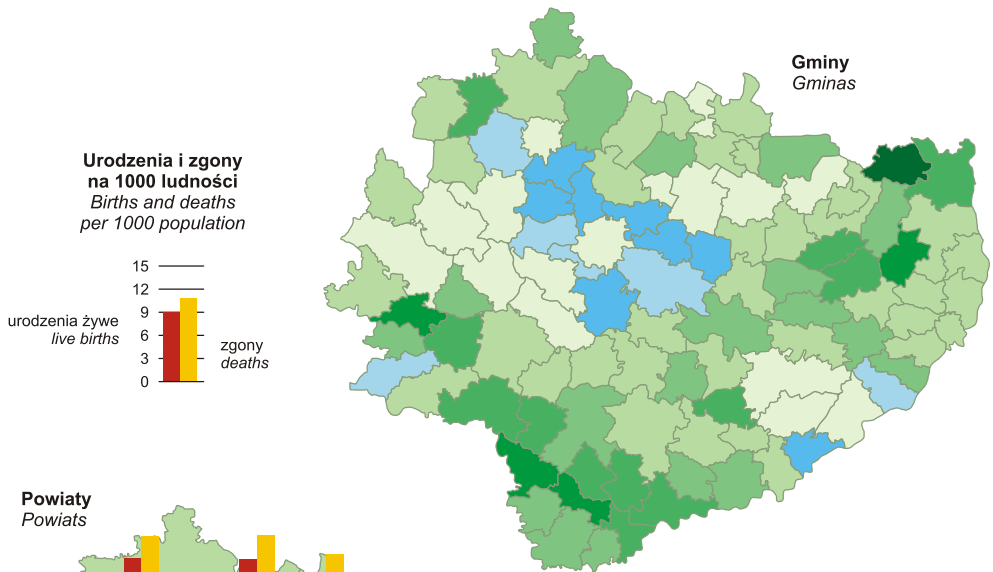 Gminy
Gminas
Urodzenia i zgony
na 1000 ludności
Births and deaths
per 1000 population
15
12
9
6
3
0
urodzenia żywe
live births
zgony
deaths
Powiaty
Powiats